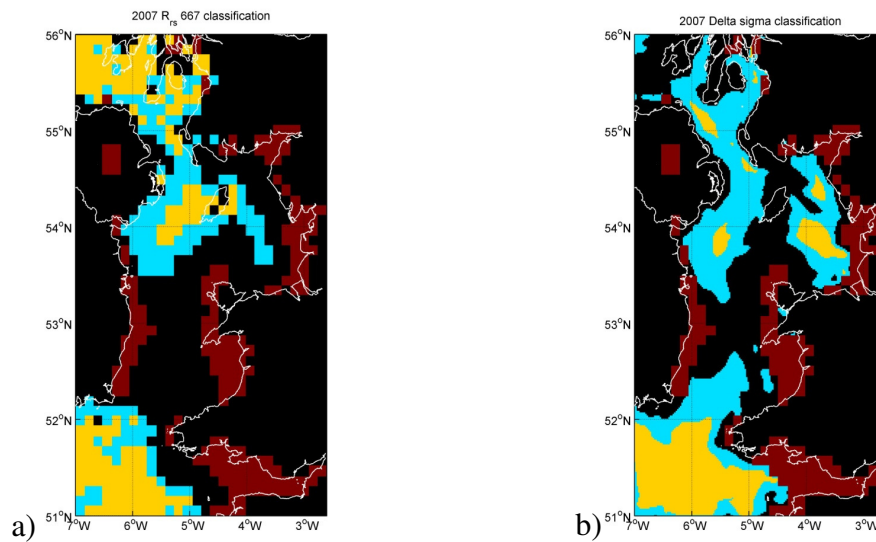 2007 R_rs 667 classification
56°N
55°N
54°N
53°N
52°N
51°N
7°W 6°W 5°W 4°W 3°W
a)
2007 Delta sigma classification
56°N
55°N
54°N
53°N
52°N
51°N
7°W 6°W 5°W 4°W 3°W
b)